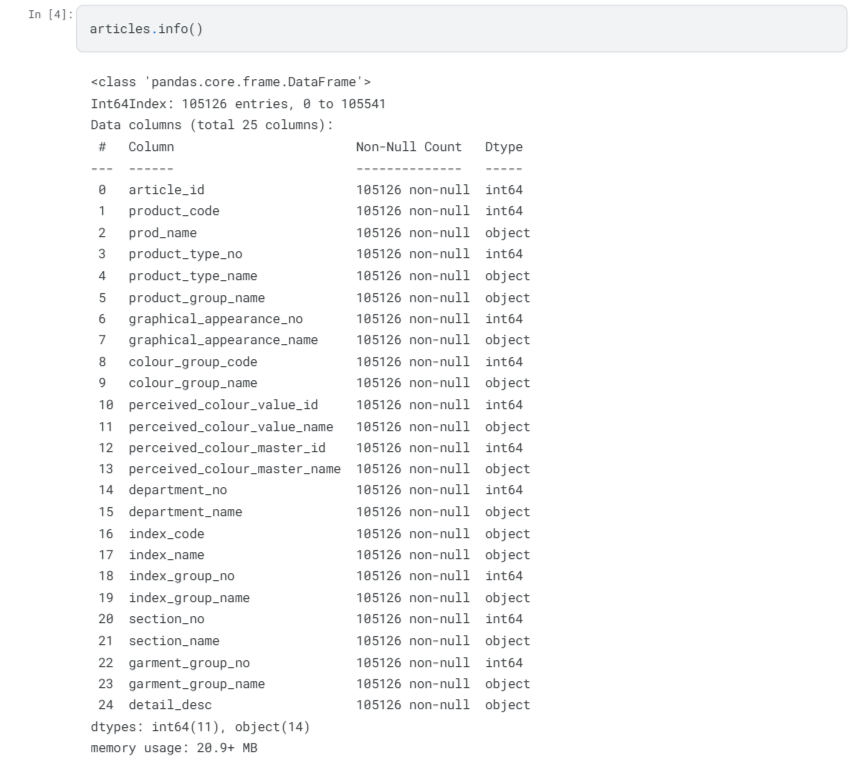 In [4]:
articles.info()
<class 'pandas.core.frame.DataFrame'>
Int64Index: 105126 entries, 0 to 105541
Data columns (total 25 columns):
 #   Column                        Non-Null Count   Dtype
---  ------                        --------------   -----
 0   article_id                    105126 non-null  int64
 1   product_code                  105126 non-null  int64
 2   prod_name                     105126 non-null  object
 3   product_type_no               105126 non-null  int64
 4   product_type_name             105126 non-null  object
 5   product_group_name            105126 non-null  object
 6   graphical_appearance_no       105126 non-null  int64
 7   graphical_appearance_name     105126 non-null  object
 8   colour_group_code             105126 non-null  int64
 9   colour_group_name             105126 non-null  object
 10  perceived_colour_value_id     105126 non-null  int64
 11  perceived_colour_value_name   105126 non-null  object
 12  perceived_colour_master_id    105126 non-null  int64
 13  perceived_colour_master_name  105126 non-null  object
 14  department_no                 105126 non-null  int64
 15  department_name               105126 non-null  object
 16  index_code                    105126 non-null  object
 17  index_name                    105126 non-null  object
 18  index_group_no                105126 non-null  int64
 19  index_group_name              105126 non-null  object
 20  section_no                    105126 non-null  int64
 21  section_name                  105126 non-null  object
 22  garment_group_no              105126 non-null  int64
 23  garment_group_name            105126 non-null  object
 24  detail_desc                   105126 non-null  object
dtypes: int64(11), object(14)
memory usage: 20.9+ MB